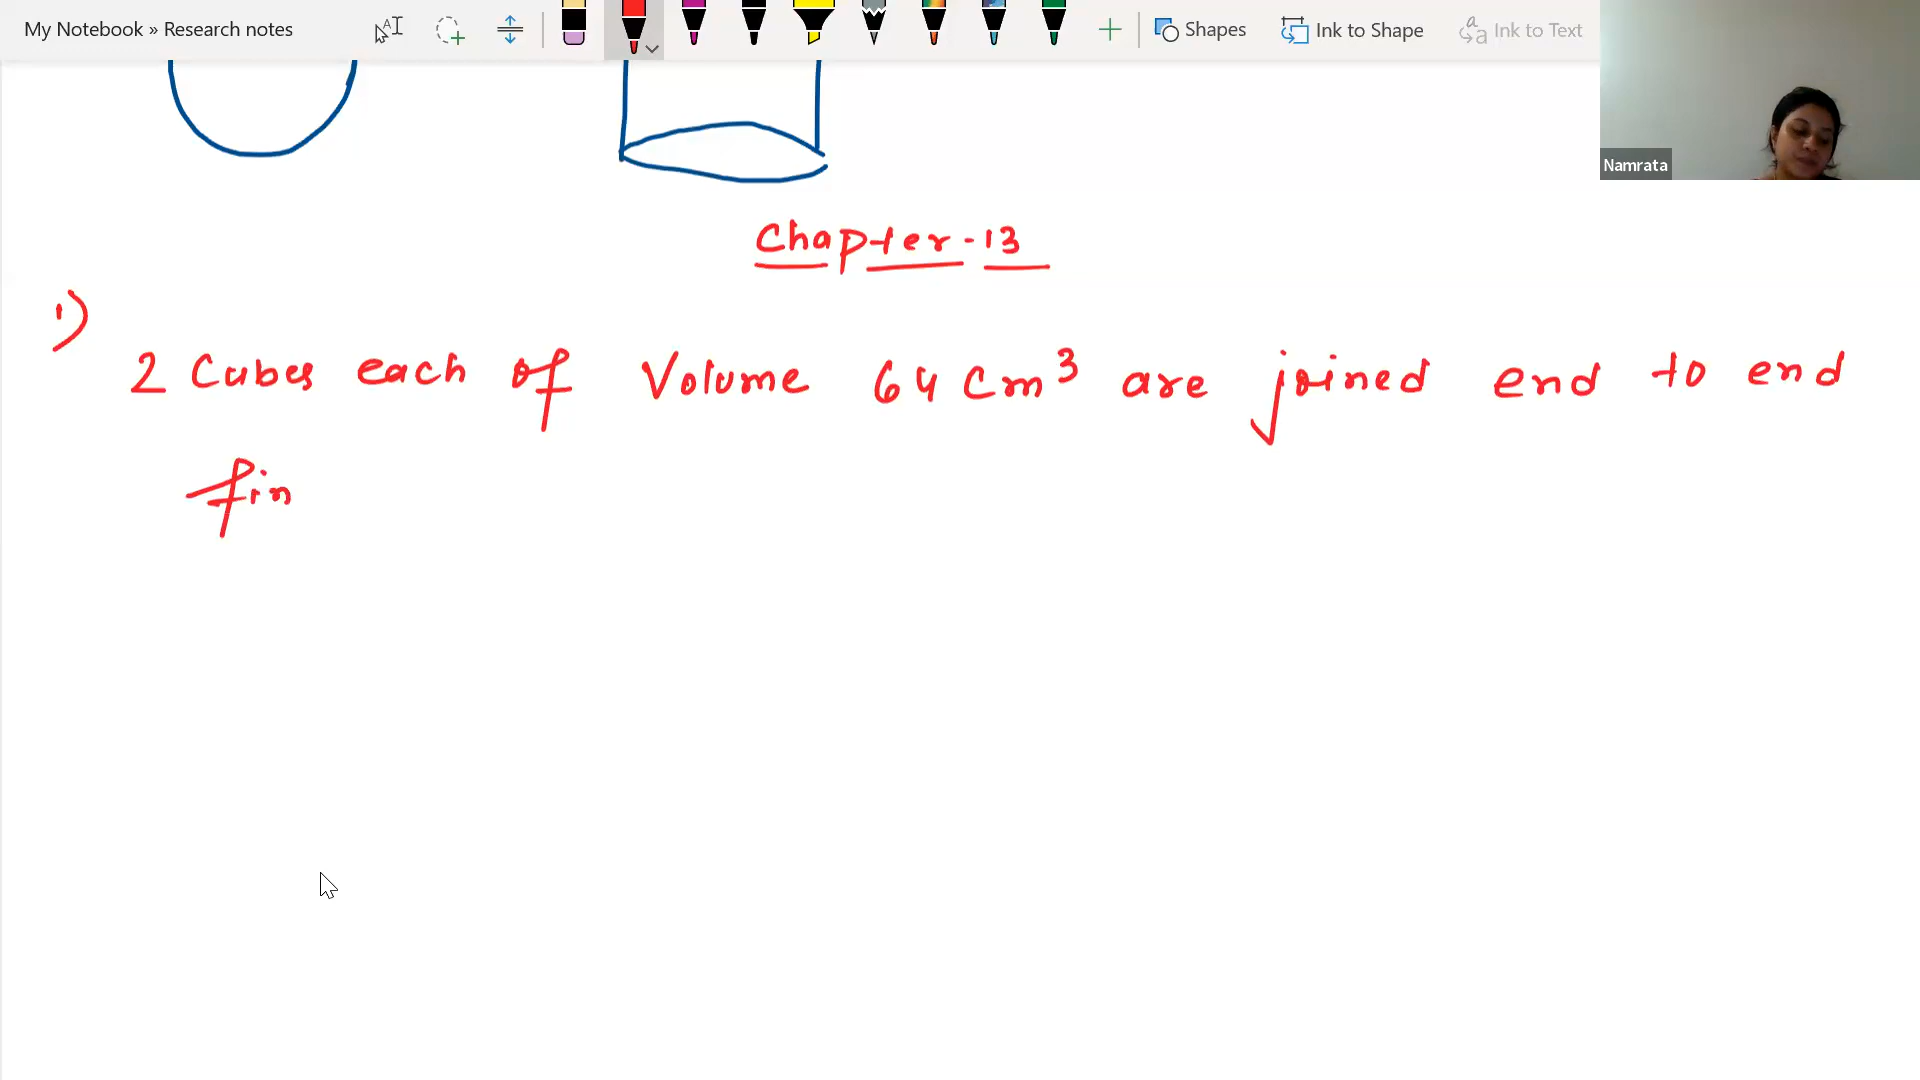 My Notebook » Research notes
Shapes
Ink to Shape
Ink to Text
Namrata
Chapter-13
1)
2 Cubes each of Volume 64 Cm³ are joined end to end
fin